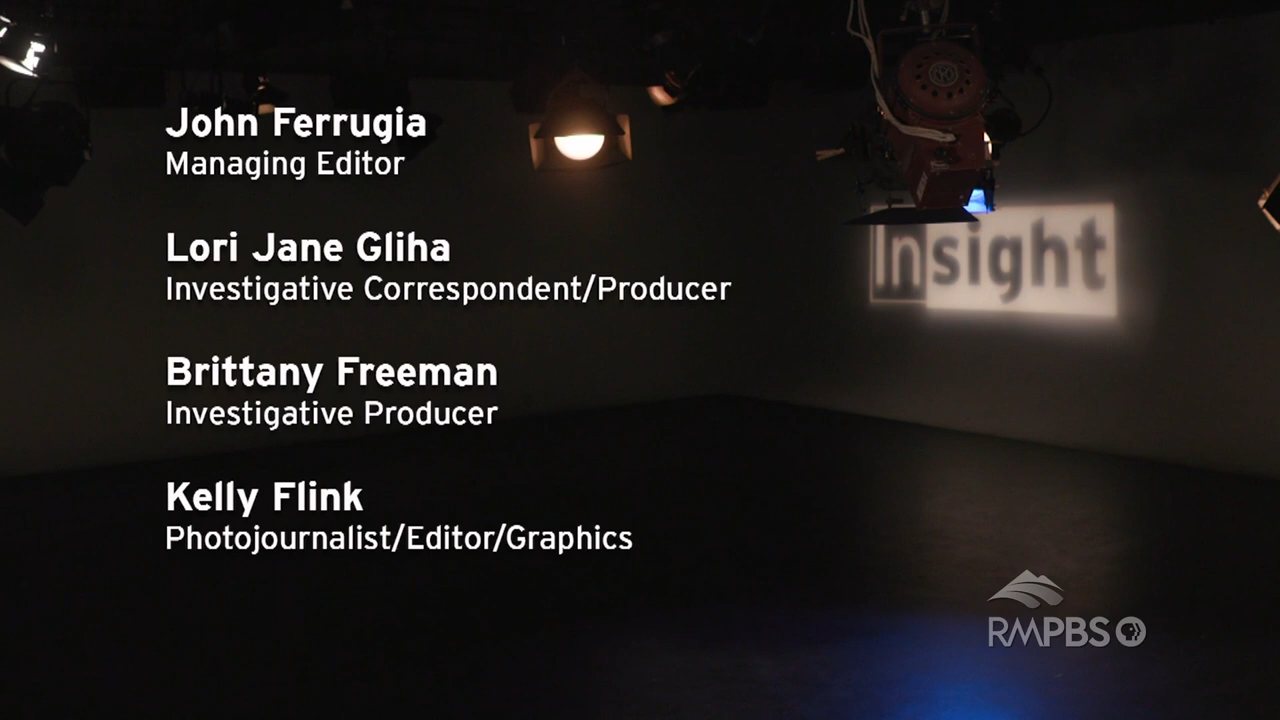 John Ferrugia
Managing Editor
Lori Jane Gliha
Investigative Correspondent/Producer
Brittany Freeman
Investigative Producer
Kelly Flink
Photojournalist/Editor/Graphics
Insight
RMPBS